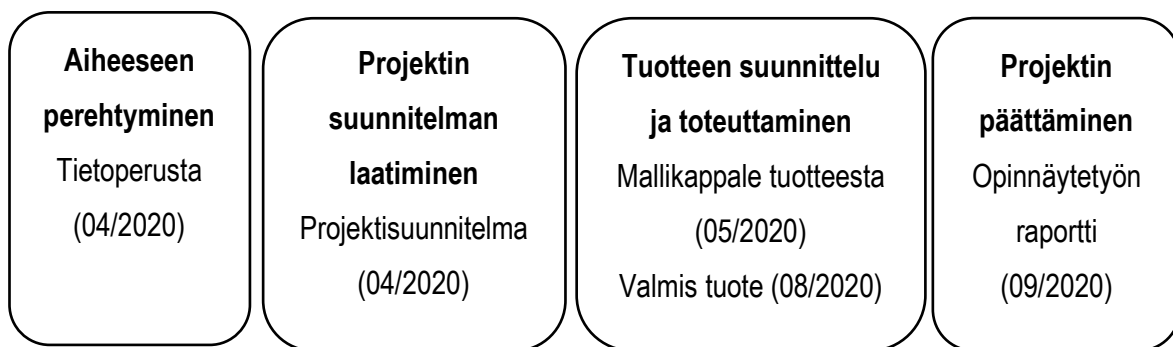 Aiheeseen
perehtyminen
Tietoperusta
(04/2020)
Projektin
suunnitelman
laatiminen
Projektisuunnitelma
(04/2020)
Tuotteen suunnittelu
ja toteuttaminen
Mallikappale tuotteesta
(05/2020)
Valmis tuote (08/2020)
Projektin
päättäminen
Opinnäytetyön
raportti
(09/2020)